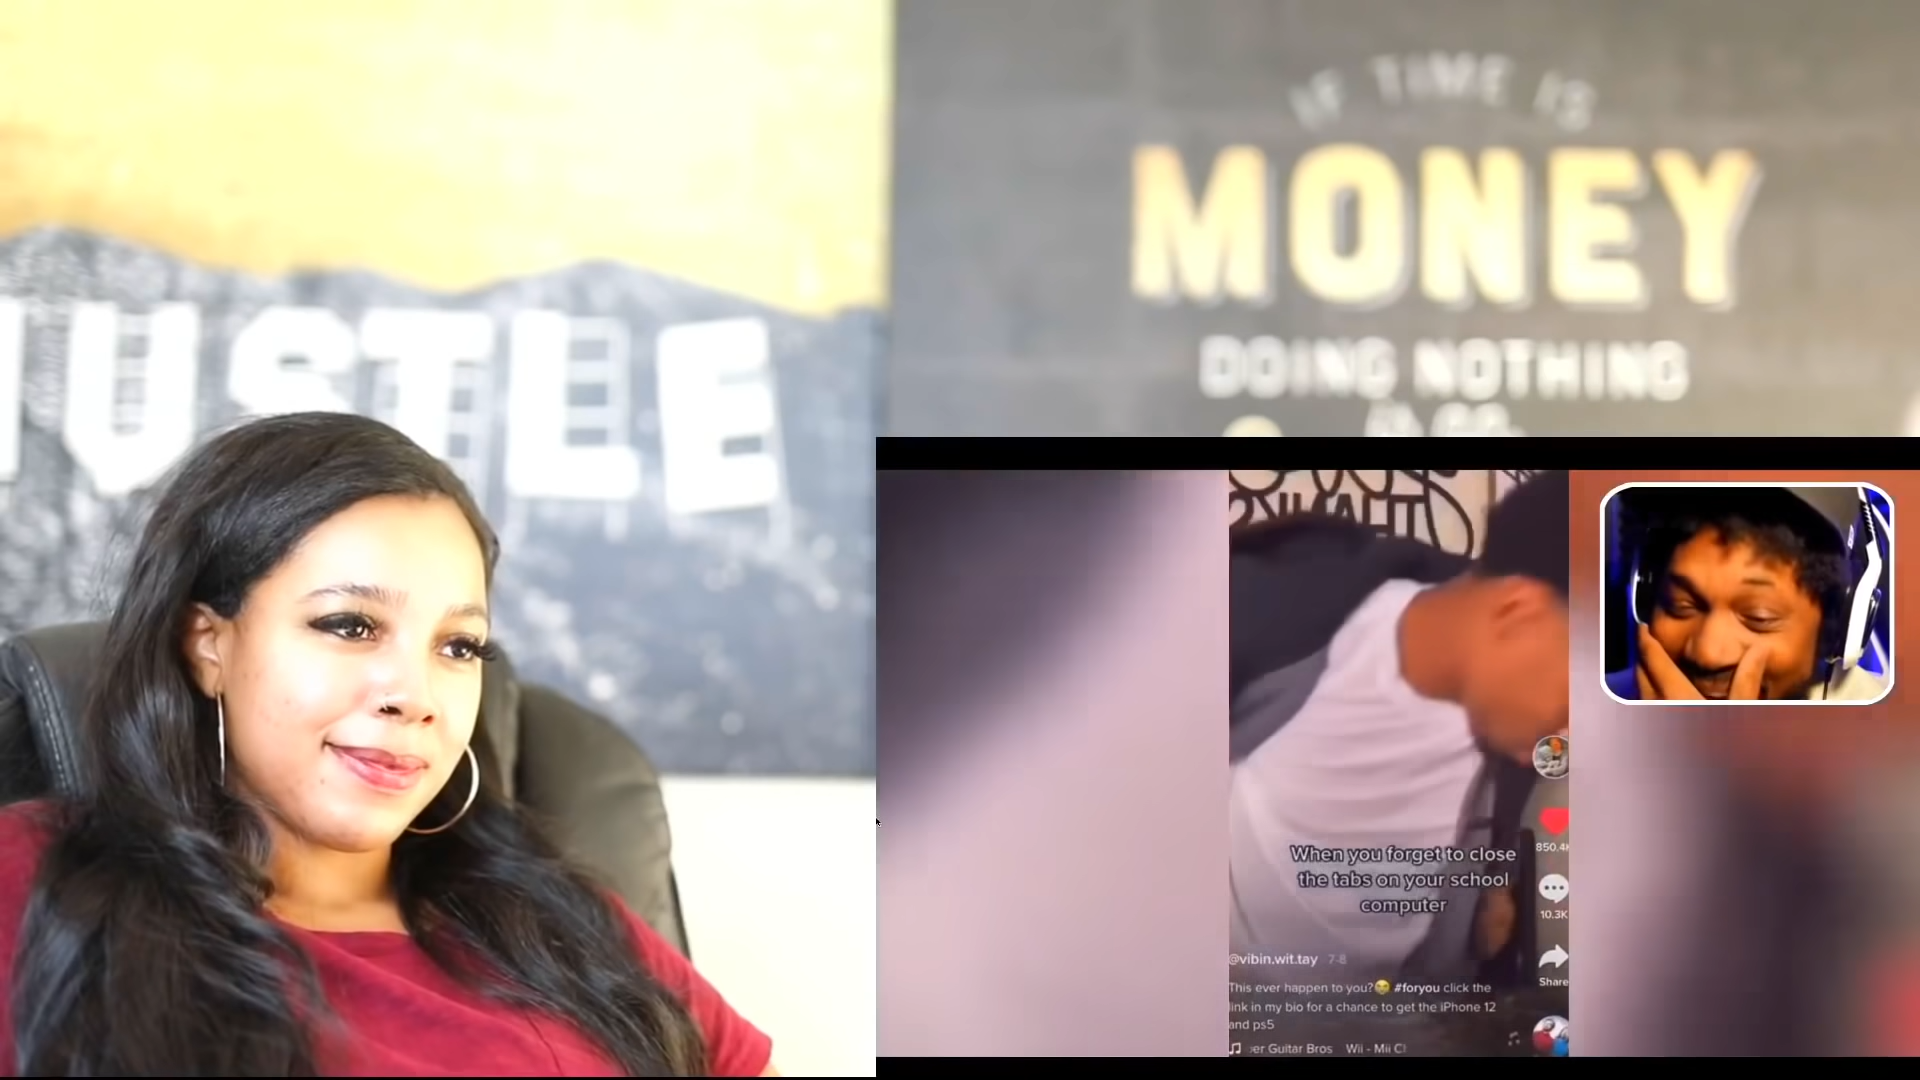 USTLE
IF TIME IS
MONEY
DOING NOTHING
When you forget to close
the tabs on your school
computer
850.4K
10.3K
Share
@vibin.wit.tay 7-8
This ever happen to you?😂 #foryou click the
link in my bio for a chance to get the iPhone 12
and ps5
er Guitar Bros Wii - Mii C